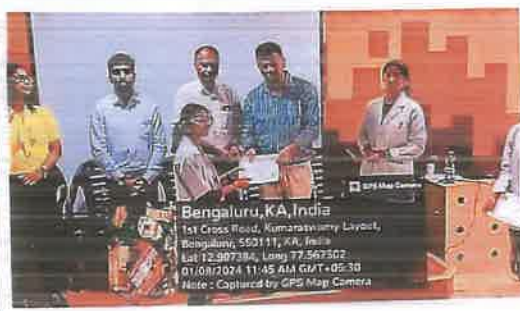 GPS Map Camera
Bengaluru,KA,India
1st Cross Road, Kumaraswamy Layout,
Bengaluru, 560111, KA, India
Lat 12.907384, Long 77.567502
01/08/2024 11:45 AM GMT+05:30
Note : Captured by GPS Map Camera